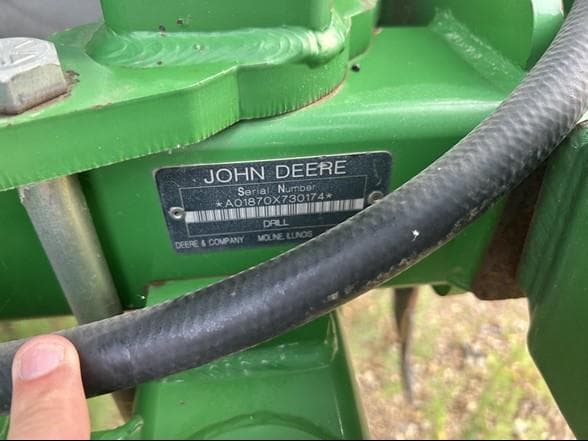 JOHN DEERE
Serial Number
*A01870X730174*
DRILL
DEERE & COMPANY MOLINE, ILLINOIS